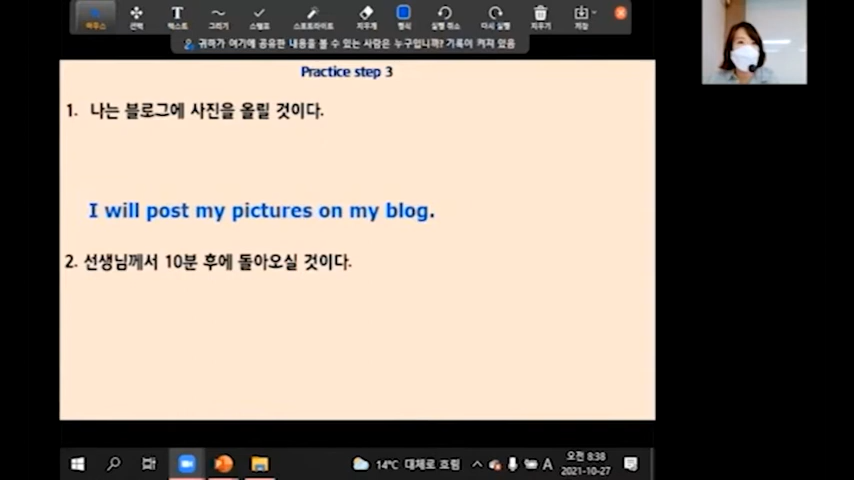 마우스 선택 텍스트 그리기 스탬프 스포트라이트 지우개 형식 실행 취소 다시 실행 지우기 저장
귀하가 여기에 공유한 내용을 볼 수 있는 사람은 누구입니까? 기록이 켜져 있음
Practice step 3
1. 나는 블로그에 사진을 올릴 것이다.
I will post my pictures on my blog.
2. 선생님께서 10분 후에 돌아오실 것이다.
14°C 대체로 흐림 A 오전 8:38
2021-10-27